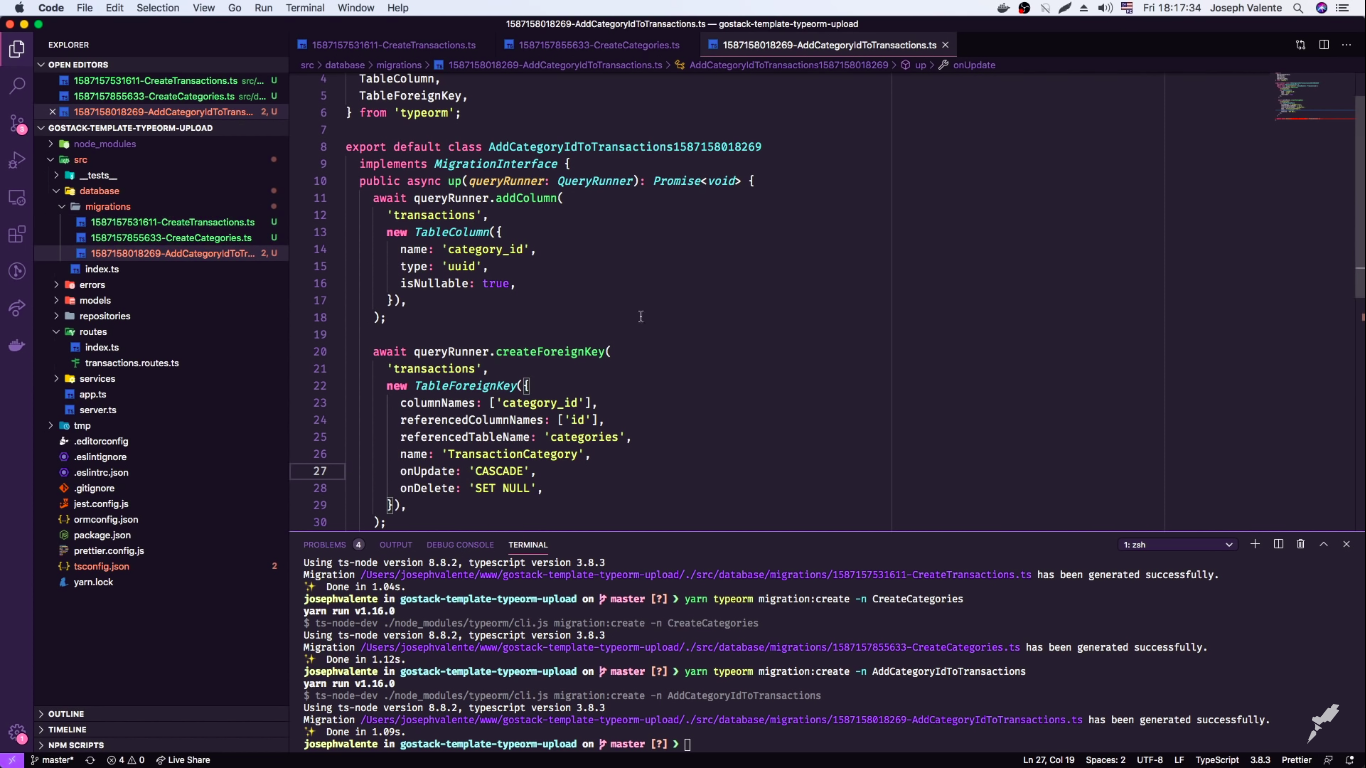 Code File Edit Selection View Go Run Terminal Window Help Fri 18:17:34 Joseph Valente
1587158018269-AddCategoryIdToTransactions.ts — gostack-template-typeorm-upload
EXPLORER
OPEN EDITORS
1587157531611-CreateTransactions.ts src/... U
1587157855633-CreateCategories.ts src/d... U
1587158018269-AddCategoryIdToTrans... 2, U
GOSTACK-TEMPLATE-TYPEORM-UPLOAD
node_modules
src
__tests__
database
migrations
1587157531611-CreateTransactions.ts U
1587157855633-CreateCategories.ts U
1587158018269-AddCategoryIdToTr... 2, U
index.ts
errors
models
repositories
routes
index.ts
transactions.routes.ts
services
app.ts
server.ts
tmp
.editorconfig
.eslintignore
.eslintrc.json
.gitignore
jest.config.js
ormconfig.json
package.json
prettier.config.js
tsconfig.json 2
yarn.lock
OUTLINE
TIMELINE
NPM SCRIPTS
1587157531611-CreateTransactions.ts 1587157855633-CreateCategories.ts 1587158018269-AddCategoryIdToTransactions.ts
src > database > migrations > 1587158018269-AddCategoryIdToTransactions.ts > AddCategoryIdToTransactions1587158018269 > up > onUpdate
4 TableColumn,
5 TableForeignKey,
6 } from 'typeorm';
7
8 export default class AddCategoryIdToTransactions1587158018269
9 implements MigrationInterface {
10 public async up(queryRunner: QueryRunner): Promise<void> {
11 await queryRunner.addColumn(
12 'transactions',
13 new TableColumn({
14 name: 'category_id',
15 type: 'uuid',
16 isNullable: true,
17 }),
18 );
19
20 await queryRunner.createForeignKey(
21 'transactions',
22 new TableForeignKey({
23 columnNames: ['category_id'],
24 referencedColumnNames: ['id'],
25 referencedTableName: 'categories',
26 name: 'TransactionCategory',
27 onUpdate: 'CASCADE',
28 onDelete: 'SET NULL',
29 }),
30 );
PROBLEMS 4 OUTPUT DEBUG CONSOLE TERMINAL 1: zsh
Using ts-node version 8.8.2, typescript version 3.8.3
Migration /Users/josephvalente/www/gostack-template-typeorm-upload/./src/database/migrations/1587157531611-CreateTransactions.ts has been generated successfully.
✨ Done in 1.04s.
josephvalente in gostack-template-typeorm-upload on master [?] ❯ yarn typeorm migration:create -n CreateCategories
yarn run v1.16.0
$ ts-node-dev ./node_modules/typeorm/cli.js migration:create -n CreateCategories
Using ts-node version 8.8.2, typescript version 3.8.3
Migration /Users/josephvalente/www/gostack-template-typeorm-upload/./src/database/migrations/1587157855633-CreateCategories.ts has been generated successfully.
✨ Done in 1.12s.
josephvalente in gostack-template-typeorm-upload on master [?] ❯ yarn typeorm migration:create -n AddCategoryIdToTransactions
yarn run v1.16.0
$ ts-node-dev ./node_modules/typeorm/cli.js migration:create -n AddCategoryIdToTransactions
Using ts-node version 8.8.2, typescript version 3.8.3
Migration /Users/josephvalente/www/gostack-template-typeorm-upload/./src/database/migrations/1587158018269-AddCategoryIdToTransactions.ts has been generated successfully.
✨ Done in 1.09s.
josephvalente in gostack-template-typeorm-upload on master [?] ❯
master* 4 0 Live Share Ln 27, Col 19 Spaces: 2 UTF-8 LF TypeScript 3.8.3 Prettier